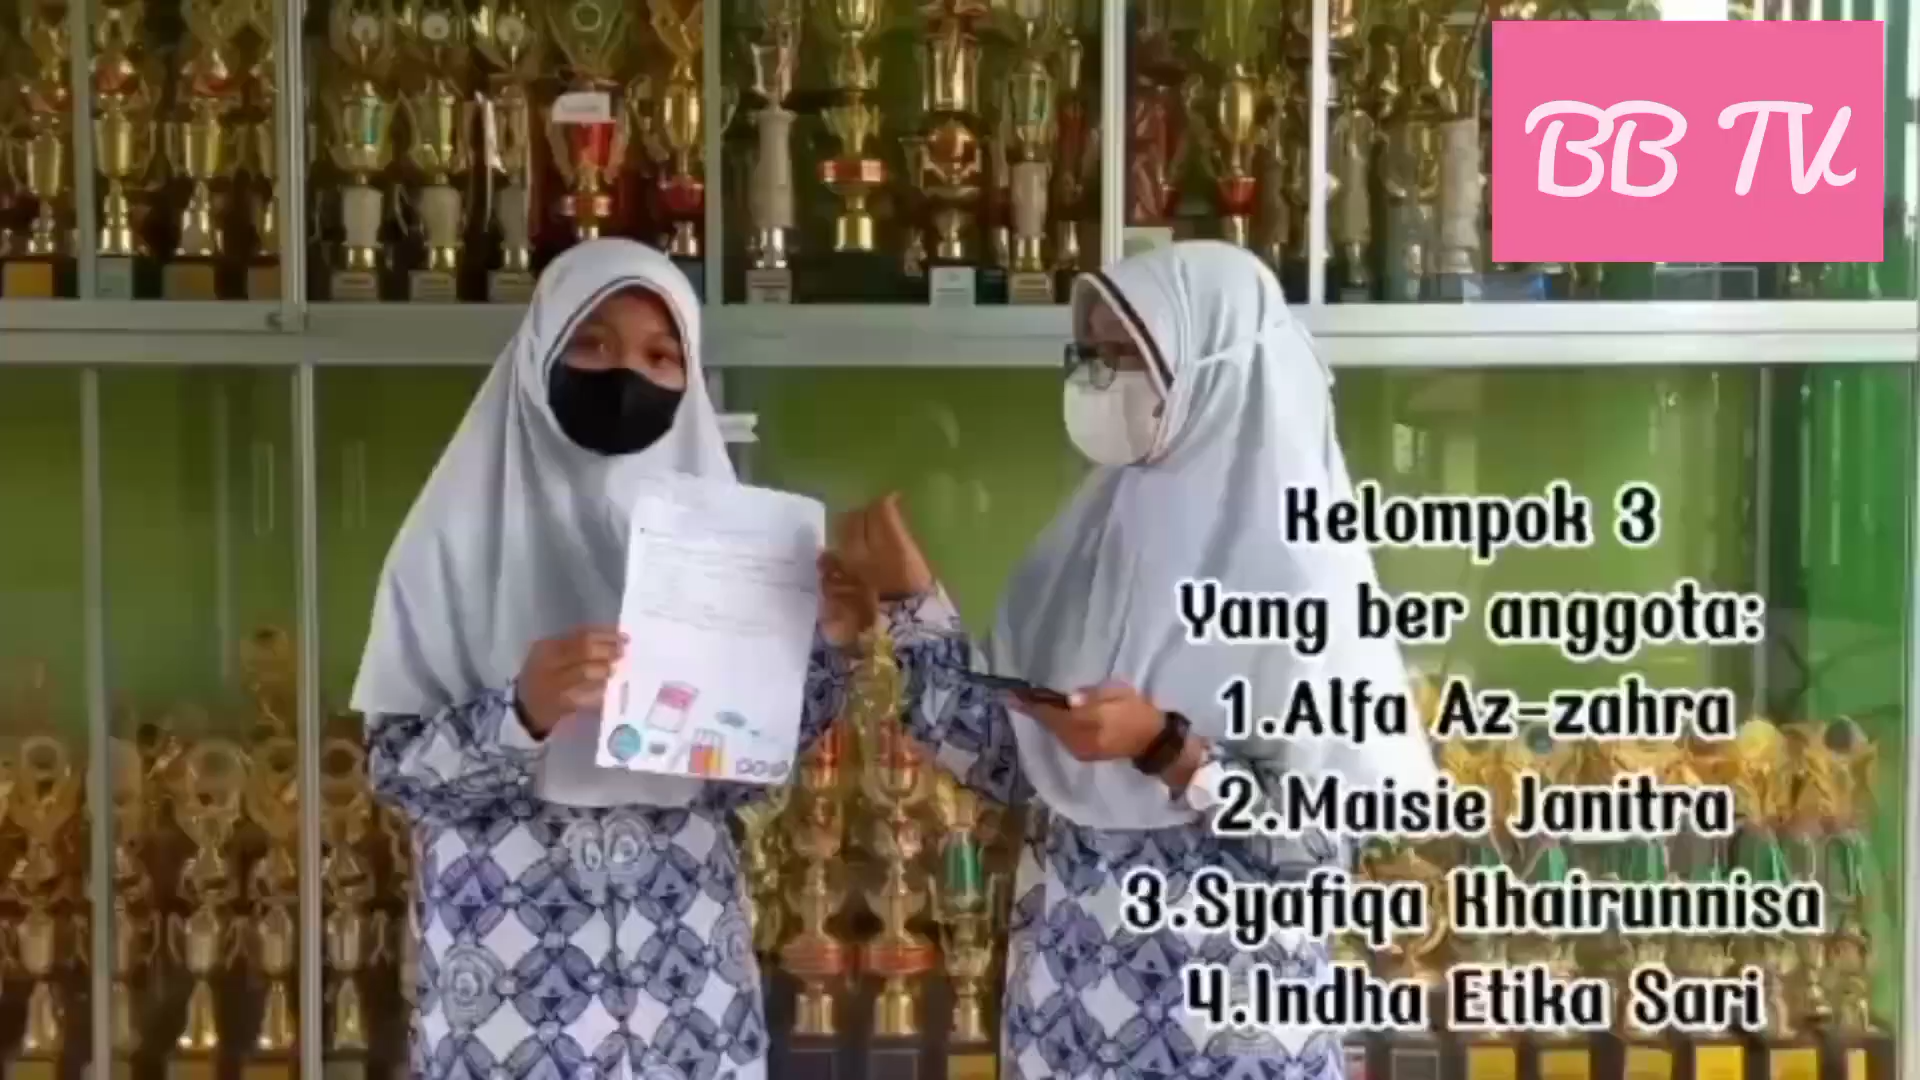 BB TV
Kelompok 3
Yang ber anggota:
1.Alfa Az-zahra
2.Maisie Janitra
3.Syafiqa Khairunnisa
4.Indha Etika Sari